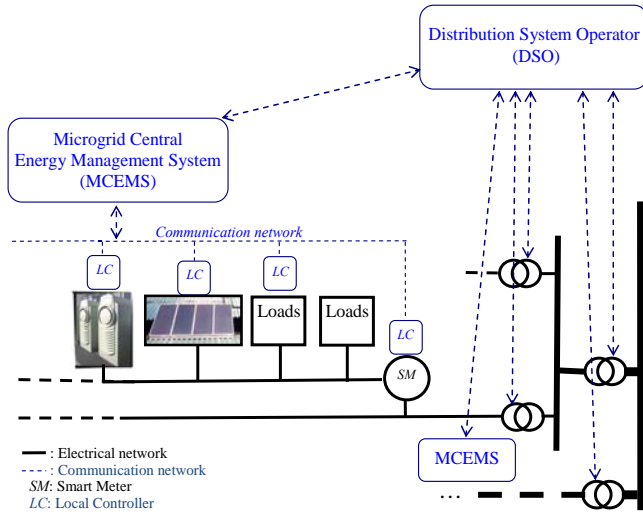 Distribution System Operator
(DSO)
Microgrid Central
Energy Management System
(MCEMS)
Communication network
LC
LC
LC
Loads
Loads
LC
SM
MCEMS
...
: Electrical network
: Communication network
SM: Smart Meter
LC: Local Controller